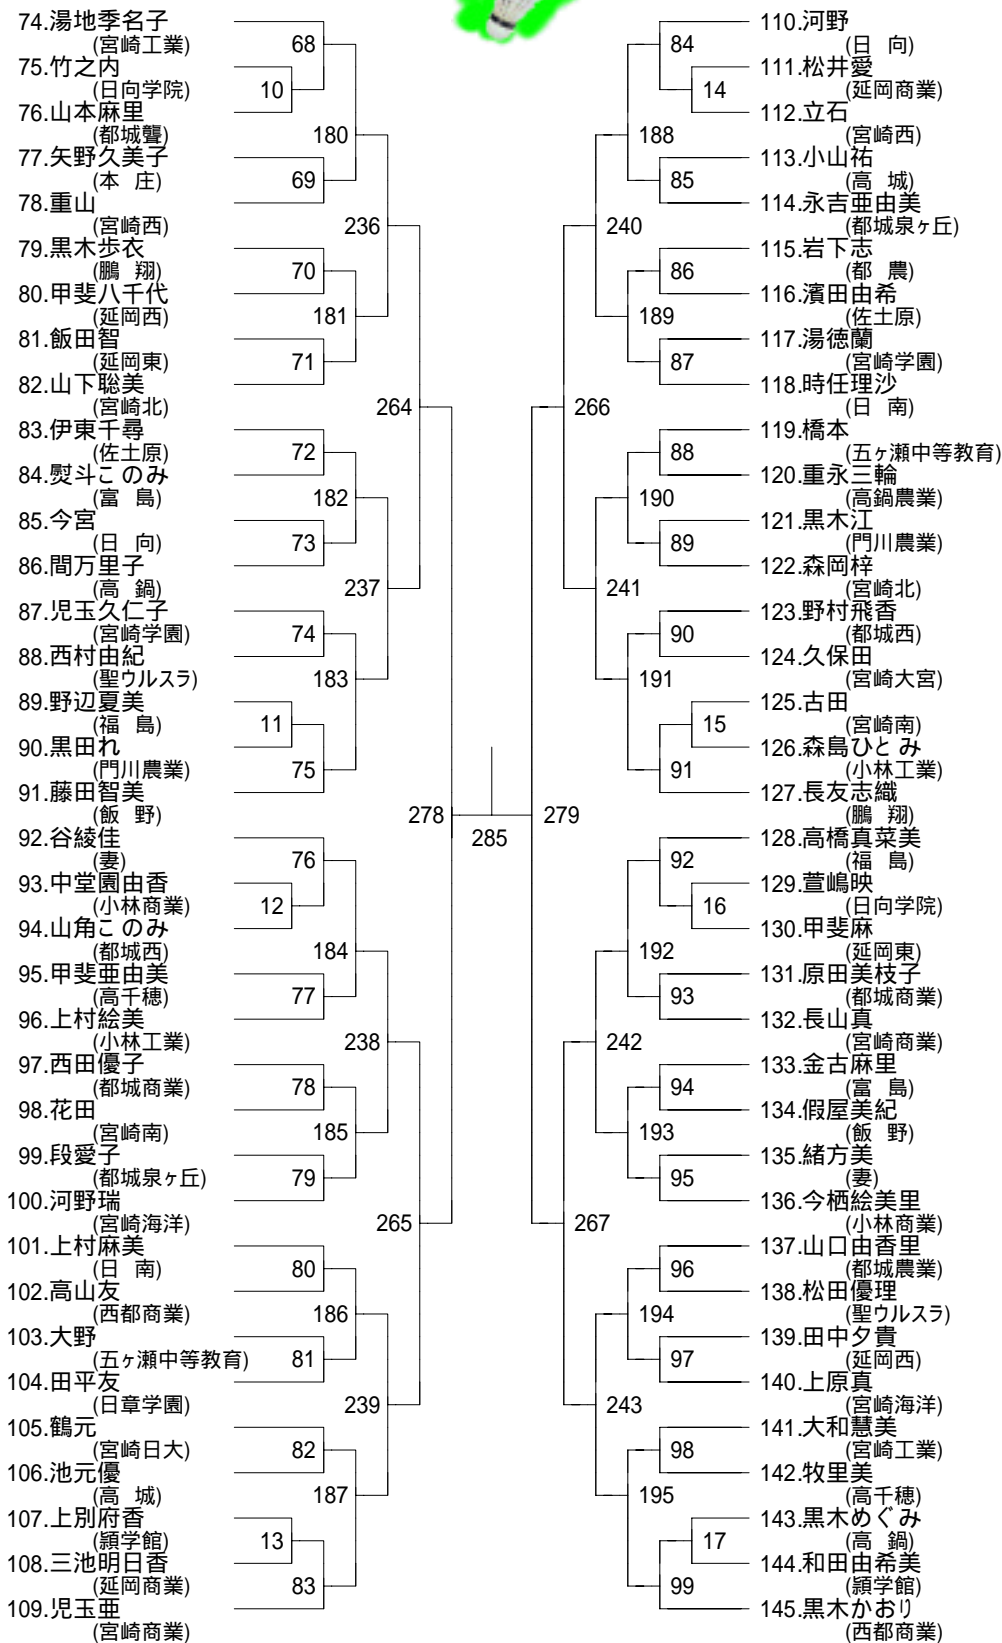 74.湯地季名子
(宮崎工業)
75.竹之内
(日向学院)
76.山本麻里
(都城聾)
77.矢野久美子
(本 庄)
78.重山
(宮崎西)
79.黒木歩衣
(鵬 翔)
80.甲斐八千代
(延岡西)
81.飯田智
(延岡東)
82.山下聡美
(宮崎北)
83.伊東千尋
(佐土原)
84.熨斗このみ
(富 島)
85.今宮
(日 向)
86.間万里子
(高 鍋)
87.児玉久仁子
(宮崎学園)
88.西村由紀
(聖ウルスラ)
89.野辺夏美
(福 島)
90.黒田れ
(門川農業)
91.藤田智美
(飯 野)
92.谷綾佳
(妻)
93.中堂園由香
(小林商業)
94.山角このみ
(都城西)
95.甲斐亜由美
(高千穂)
96.上村絵美
(小林工業)
97.西田優子
(都城商業)
98.花田
(宮崎南)
99.段愛子
(都城泉ヶ丘)
100.河野瑞
(宮崎海洋)
101.上村麻美
(日 南)
102.高山友
(西都商業)
103.大野
(五ヶ瀬中等教育)
104.田平友
(日章学園)
105.鶴元
(宮崎日大)
106.池元優
(高 城)
107.上別府香
(頴学館)
108.三池明日香
(延岡商業)
109.児玉亜
(宮崎商業)
68
10
69
70
71
72
73
74
11
75
76
12
77
78
79
80
81
82
13
83
180
181
182
183
184
185
186
187
236
237
238
239
264
265
278
285
279
266
267
240
241
242
243
188
189
190
191
192
193
194
195
84
14
85
86
87
88
89
90
15
91
92
16
93
94
95
96
97
98
17
99
110.河野
(日 向)
111.松井愛
(延岡商業)
112.立石
(宮崎西)
113.小山祐
(高 城)
114.永吉亜由美
(都城泉ヶ丘)
115.岩下志
(都 農)
116.濱田由希
(佐土原)
117.湯徳蘭
(宮崎学園)
118.時任理沙
(日 南)
119.橋本
(五ヶ瀬中等教育)
120.重永三輪
(高鍋農業)
121.黒木江
(門川農業)
122.森岡梓
(宮崎北)
123.野村飛香
(都城西)
124.久保田
(宮崎大宮)
125.古田
(宮崎南)
126.森島ひとみ
(小林工業)
127.長友志織
(鵬 翔)
128.高橋真菜美
(福 島)
129.萱嶋映
(日向学院)
130.甲斐麻
(延岡東)
131.原田美枝子
(都城商業)
132.長山真
(宮崎商業)
133.金古麻里
(富 島)
134.假屋美紀
(飯 野)
135.緒方美
(妻)
136.今栖絵美里
(小林商業)
137.山口由香里
(都城農業)
138.松田優理
(聖ウルスラ)
139.田中夕貴
(延岡西)
140.上原真
(宮崎海洋)
141.大和慧美
(宮崎工業)
142.牧里美
(高千穂)
143.黒木めぐみ
(高 鍋)
144.和田由希美
(頴学館)
145.黒木かおり
(西都商業)